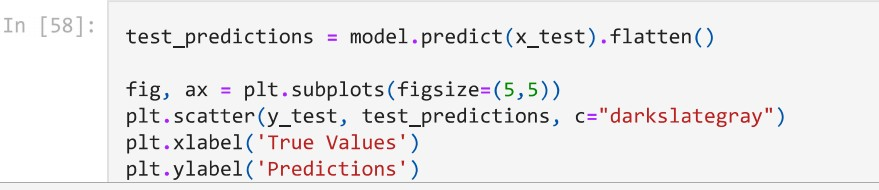 In [58]:
test_predictions = model.predict(x_test).flatten()
fig, ax = plt.subplots(figsize=(5,5))
plt.scatter(y_test, test_predictions, c="darkslategray")
plt.xlabel('True Values')
plt.ylabel('Predictions')